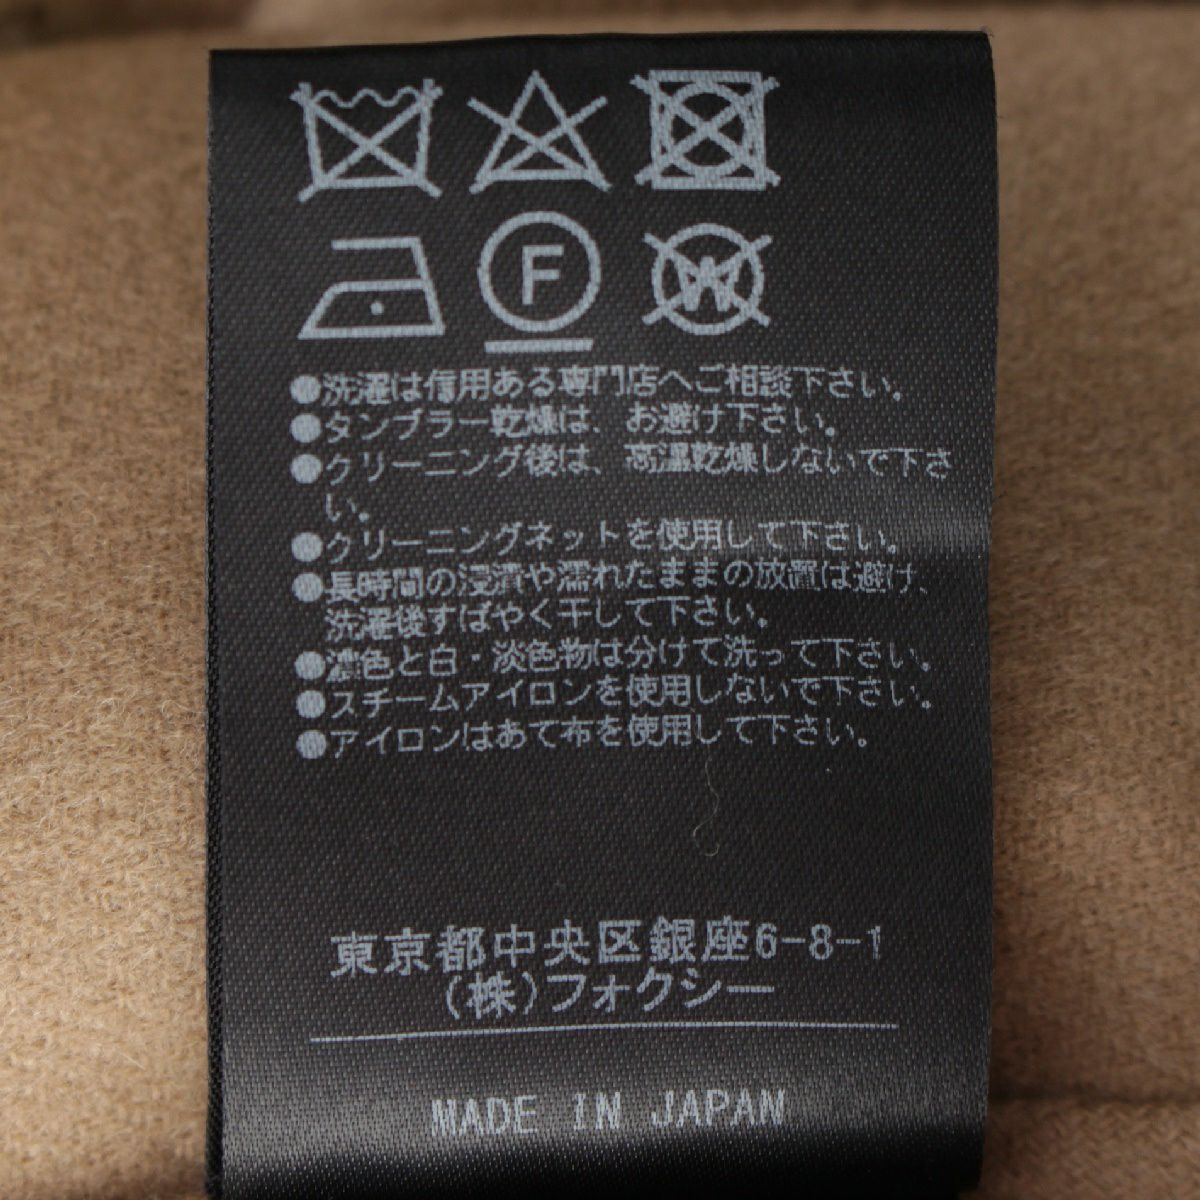 F
W
●洗濯は信用ある専門店へご相談下さい。
●タンブラー乾燥は、お避け下さい。
●クリーニング後は、高温乾燥しないで下さ
い。
●クリーニングネットを使用して下さい。
●長時間の浸漬や濡れたままの放置は避け、
洗濯後すばやく干して下さい。
●濃色と白・淡色物は分けて洗って下さい。
●スチームアイロンを使用しないで下さい。
●アイロンはあて布を使用して下さい。
東京都中央区銀座6-8-1
(株)フォクシー
MADE IN JAPAN